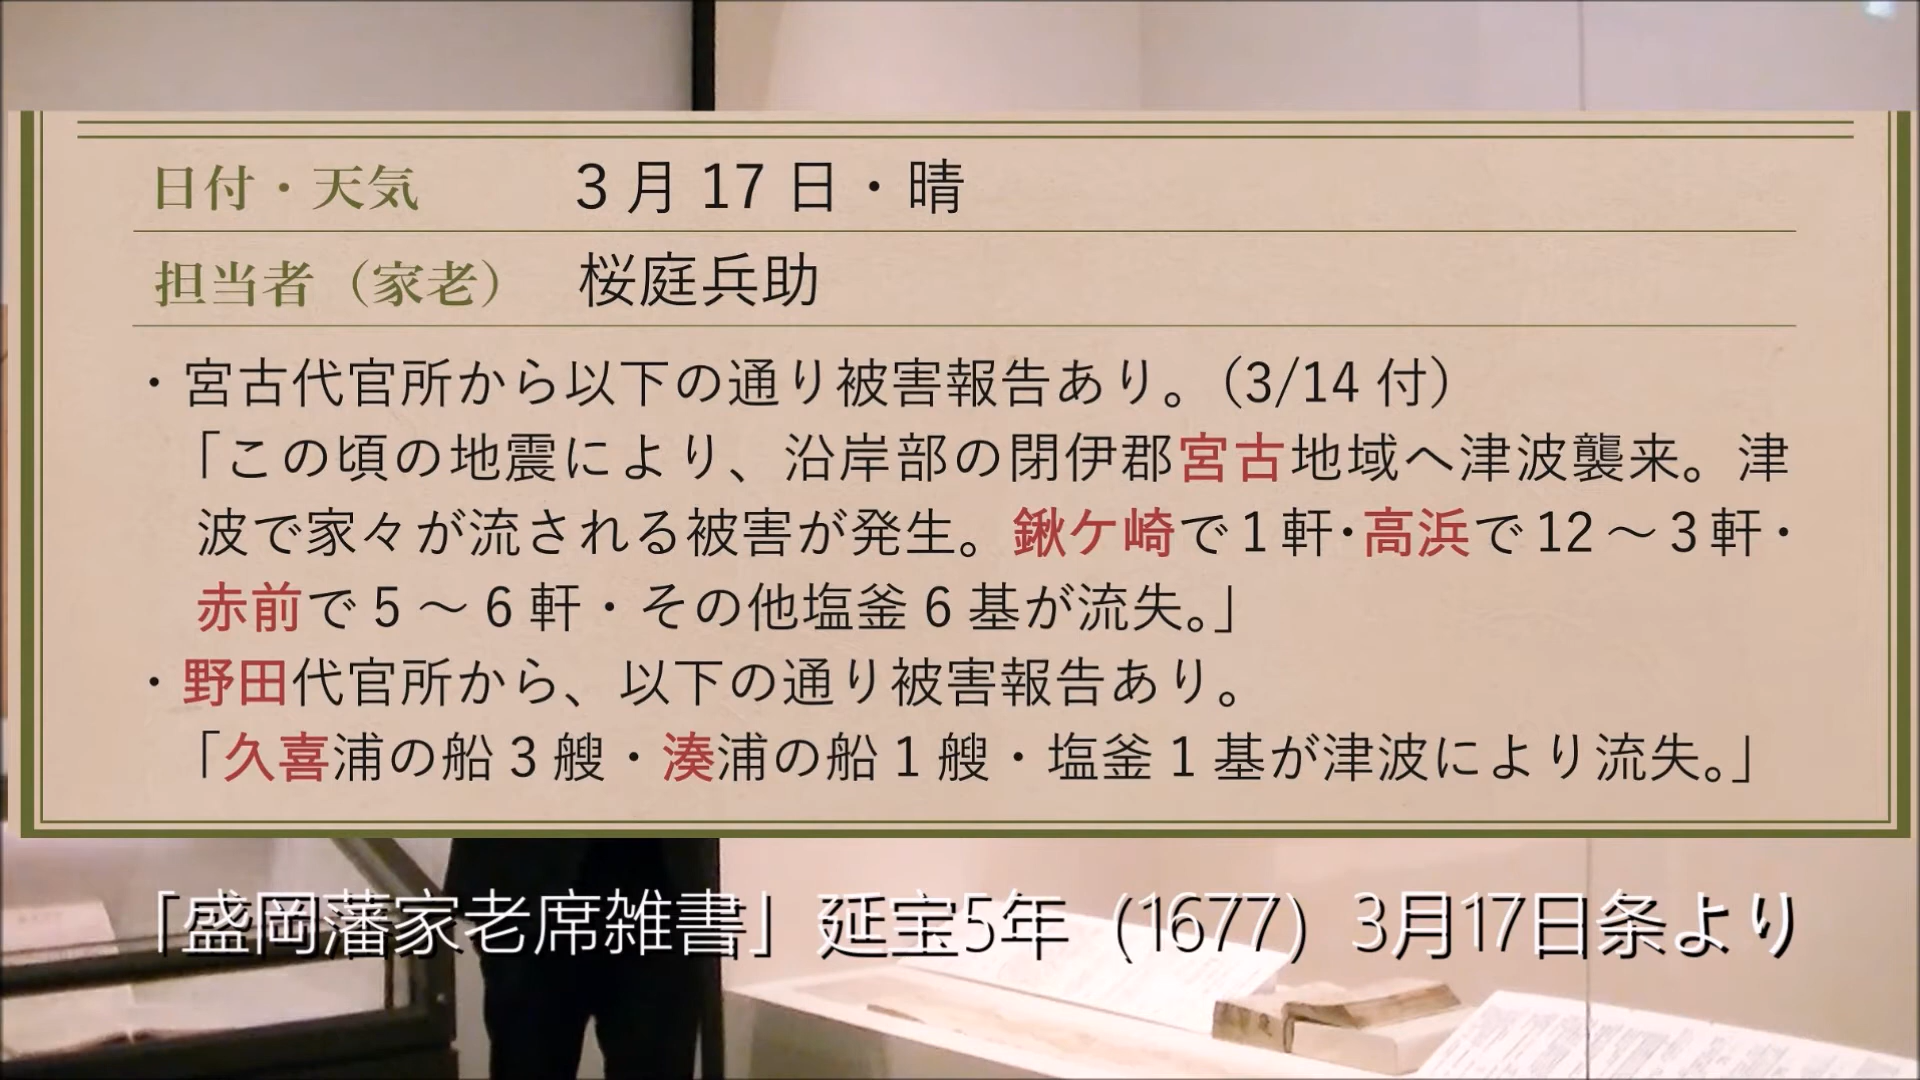 日付・天気 3月17日・晴
担当者（家老） 桜庭兵助
・宮古代官所から以下の通り被害報告あり。（3/14 付）
「この頃の地震により、沿岸部の閉伊郡宮古地域へ津波襲来。津
波で家々が流される被害が発生。鍬ケ崎で1軒・高浜で12～3軒・
赤前で5～6軒・その他塩釜6基が流失。」
・野田代官所から、以下の通り被害報告あり。
「久喜浦の船3艘・湊浦の船1艘・塩釜1基が津波により流失。」
「盛岡藩家老席雑書」延宝5年（1677）3月17日条より